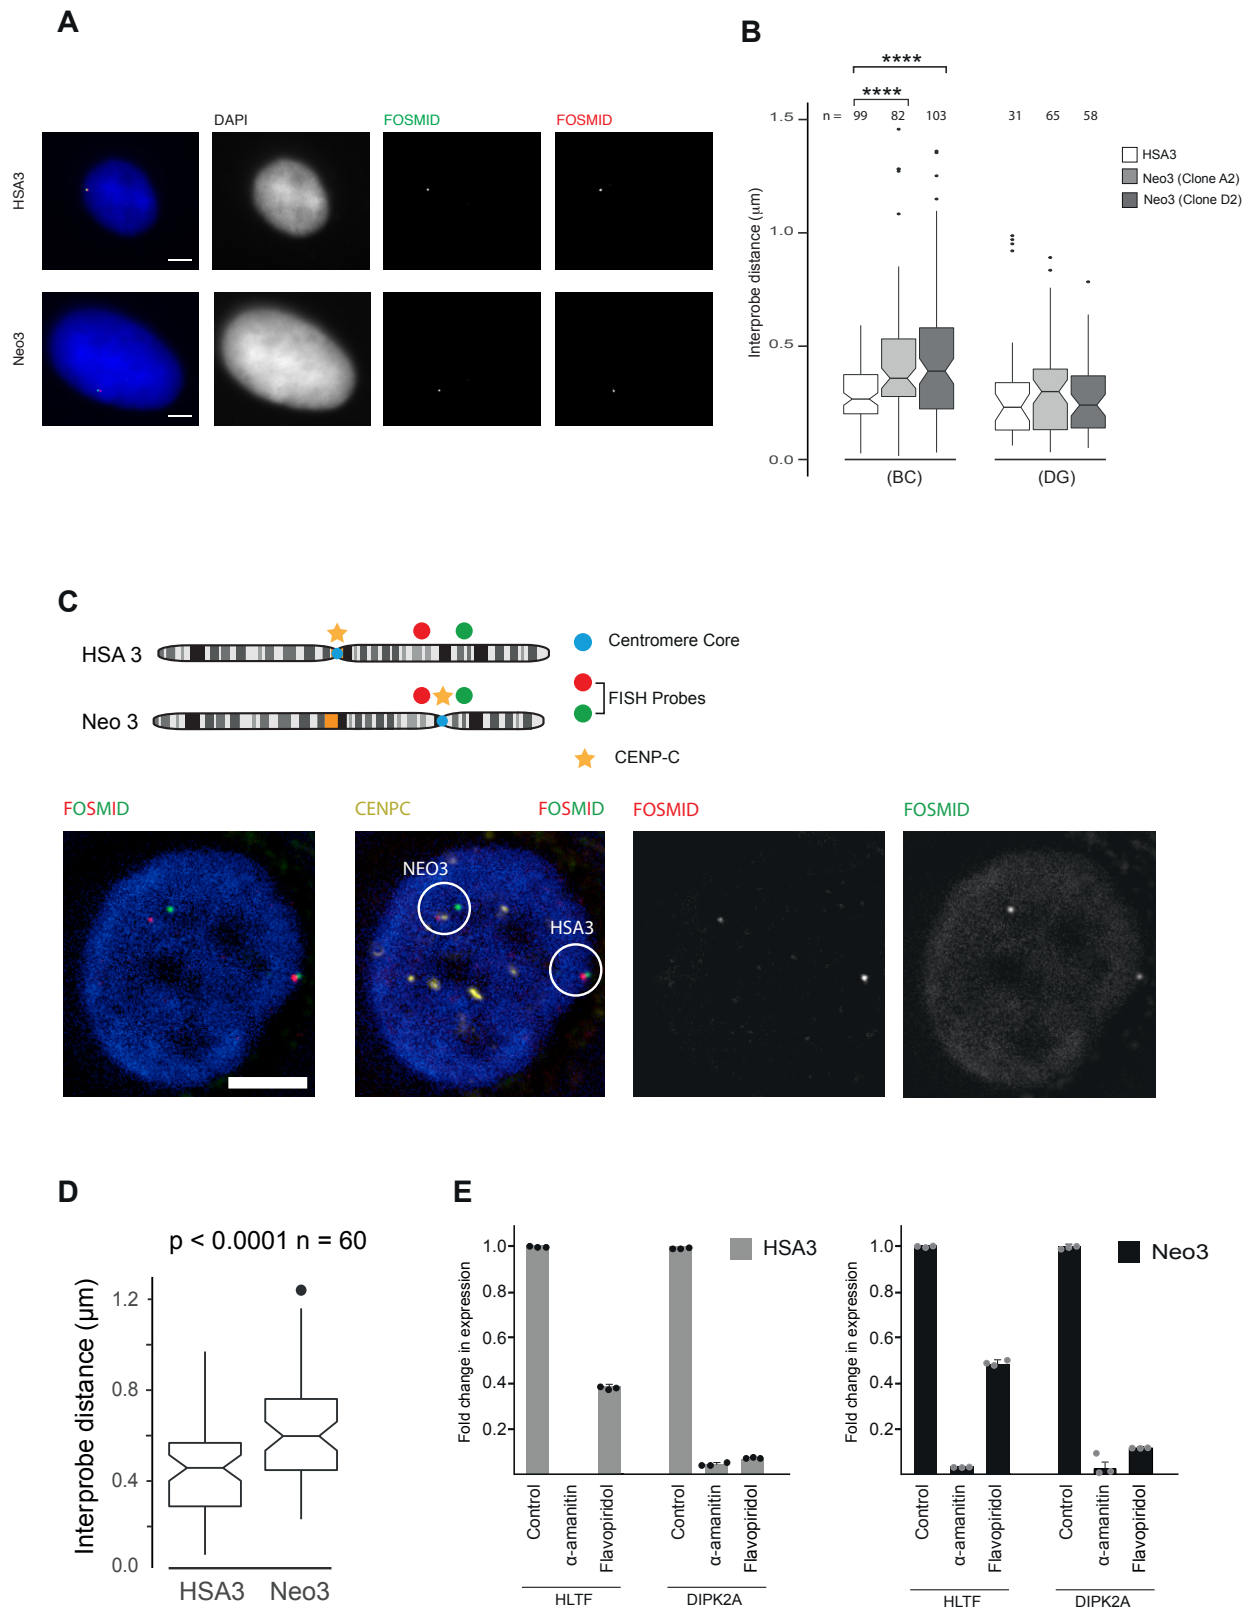 A
DAPI
FOSMID
FOSMID
HSA3
Neo3
B
****
****
n =
99
82
103
31
65
58
1.5
1.0
0.5
0.0
Interprobe distance (μm)
(BC)
(DG)
HSA3
Neo3 (Clone A2)
Neo3 (Clone D2)
C
HSA 3
Neo 3
Centromere Core
FISH Probes
CENP-C
FOSMID
CENPC
FOSMID
FOSMID
FOSMID
NEO3
HSA3
D
p < 0.0001 n = 60
Interprobe distance (μm)
1.2
0.8
0.4
0.0
HSA3
Neo3
E
HSA3
Fold change in expression
1.0
0.8
0.6
0.4
0.2
Control
α-amanitin
Flavopiridol
Control
α-amanitin
Flavopiridol
HLTF
DIPK2A
Neo3
Fold change in expression
1.0
0.8
0.6
0.4
0.2
Control
α-amanitin
Flavopiridol
Control
α-amanitin
Flavopiridol
HLTF
DIPK2A